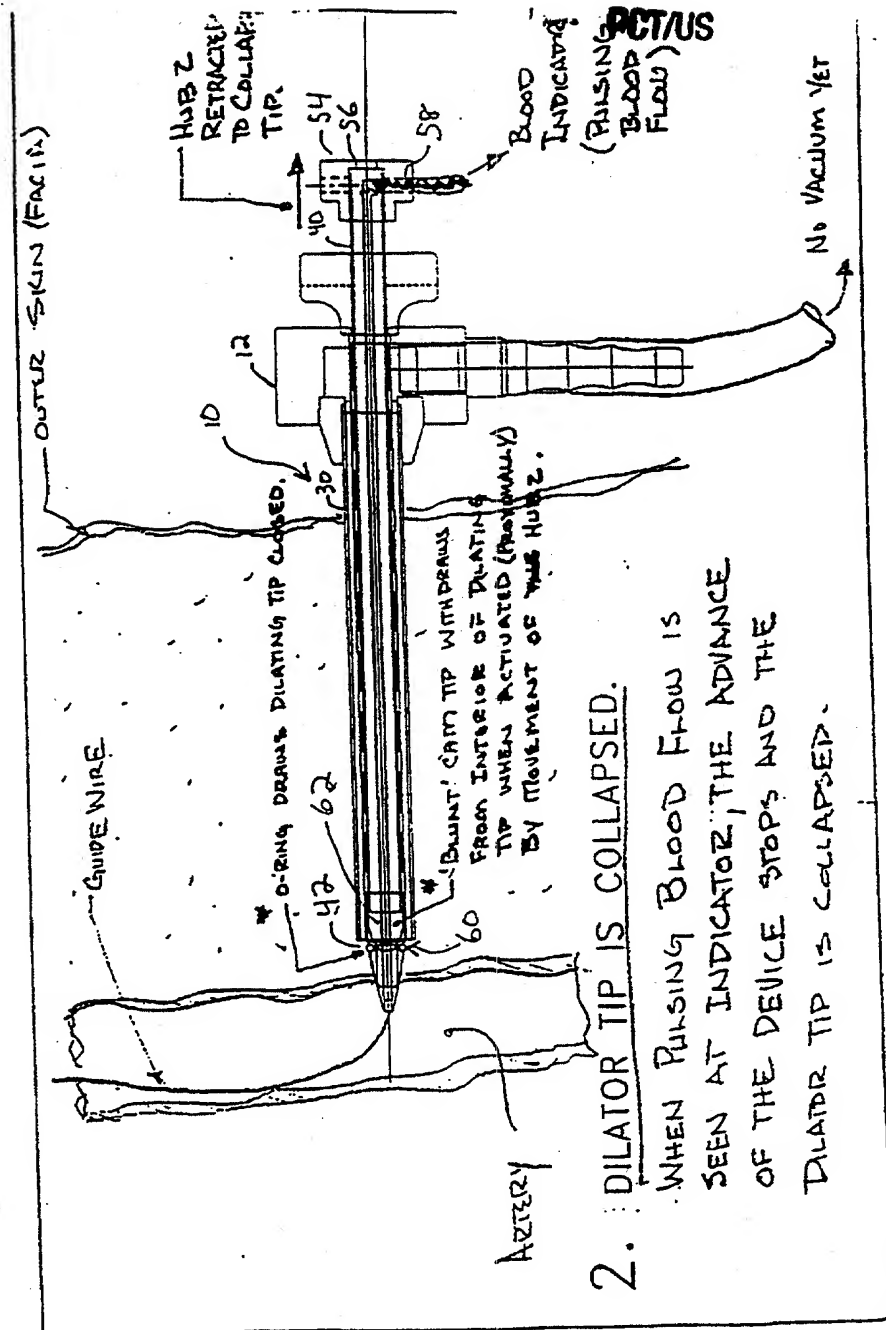 PCT/US
OUTER SKIN (FACIA)
HUB 2
RETRACTED
TO COLLAPSE
TIP.
54
56
58
40
12
10
30
BLOOD
INDICATOR
(PULSING
BLOOD
FLOW)
NO VACUUM YET
GUIDE WIRE
* O-RING DRAWS DILATING TIP CLOSED.
42
62
60
* 'BLUNT' CAM TIP WITHDRAWS
FROM INTERIOR OF DILATING
TIP WHEN ACTIVATED (PROXIMALLY)
BY MOVEMENT OF HUB 2.
ARTERY
2. DILATOR TIP IS COLLAPSED.
WHEN PULSING BLOOD FLOW IS
SEEN AT INDICATOR, THE ADVANCE
OF THE DEVICE STOPS AND THE
DILATOR TIP IS COLLAPSED.